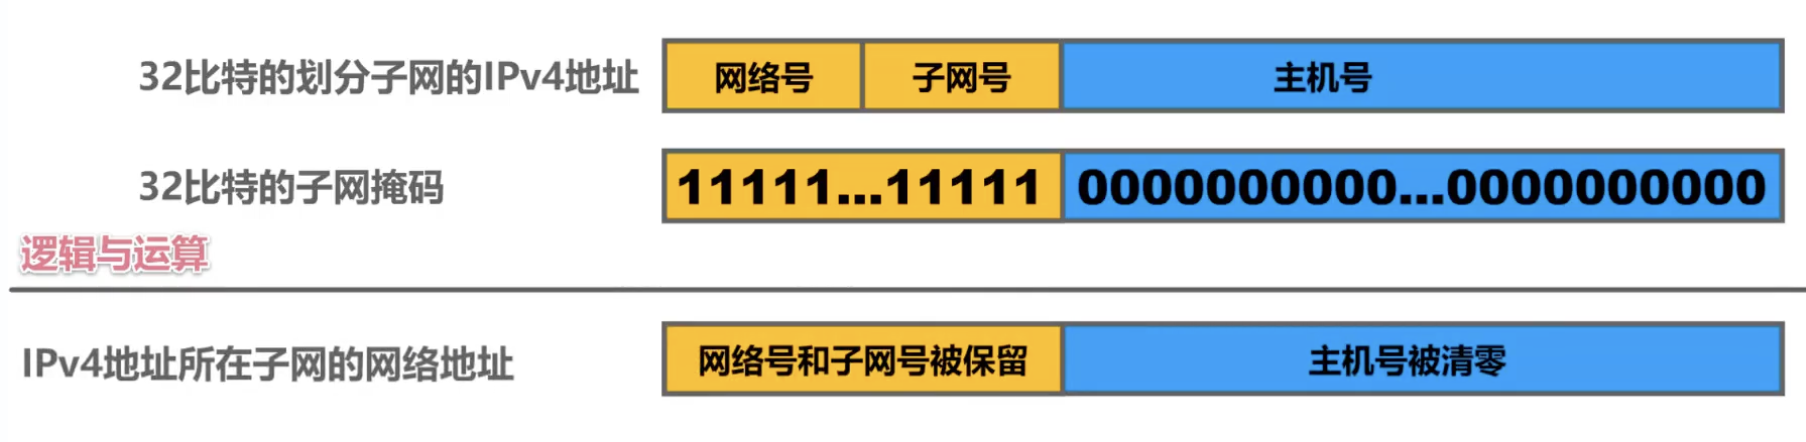 32比特的划分子网的IPv4地址 网络号 子网号 主机号
32比特的子网掩码 11111...11111 0000000000...0000000000
逻辑与运算
IPv4地址所在子网的网络地址 网络号和子网号被保留 主机号被清零